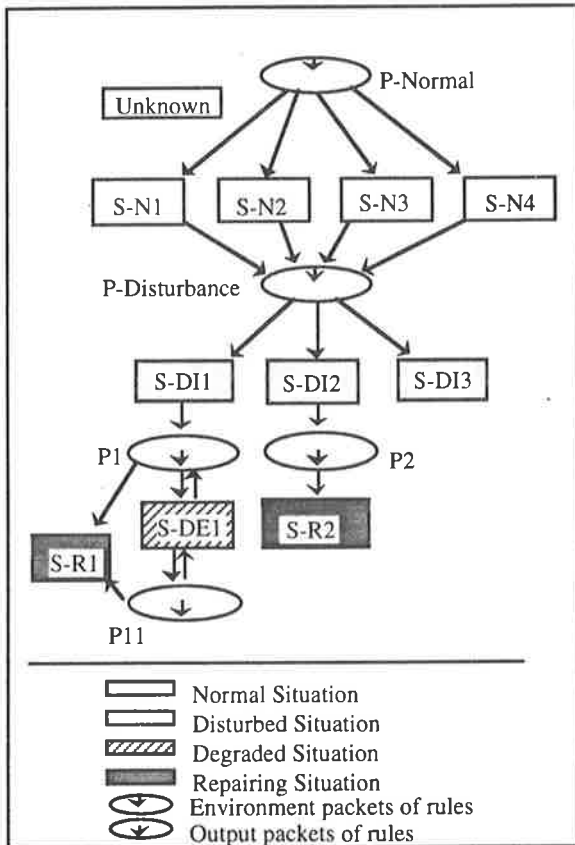 P-Normal
Unknown
S-N1
S-N2
S-N3
S-N4
P-Disturbance
S-DI1
S-DI2
S-DI3
P1
P2
S-DE1
S-R2
S-R1
P11
Normal Situation
Disturbed Situation
Degraded Situation
Repairing Situation
Environment packets of rules
Output packets of rules